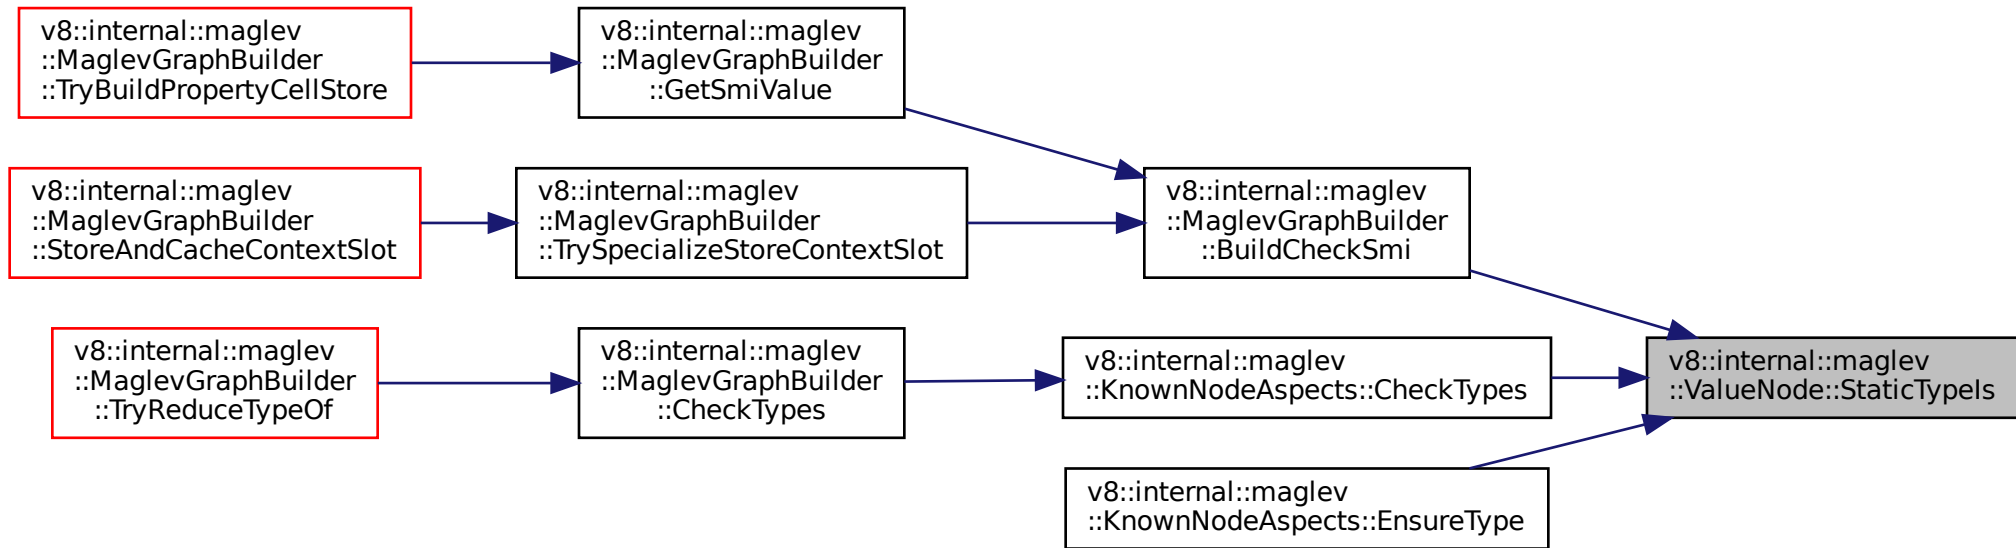 v8::internal::maglev
::MaglevGraphBuilder
::TryBuildPropertyCellStore
v8::internal::maglev
::MaglevGraphBuilder
::GetSmiValue
v8::internal::maglev
::MaglevGraphBuilder
::StoreAndCacheContextSlot
v8::internal::maglev
::MaglevGraphBuilder
::TrySpecializeStoreContextSlot
v8::internal::maglev
::MaglevGraphBuilder
::BuildCheckSmi
v8::internal::maglev
::MaglevGraphBuilder
::TryReduceTypeOf
v8::internal::maglev
::MaglevGraphBuilder
::CheckTypes
v8::internal::maglev
::KnownNodeAspects::CheckTypes
v8::internal::maglev
::ValueNode::StaticTypeIs
v8::internal::maglev
::KnownNodeAspects::EnsureType